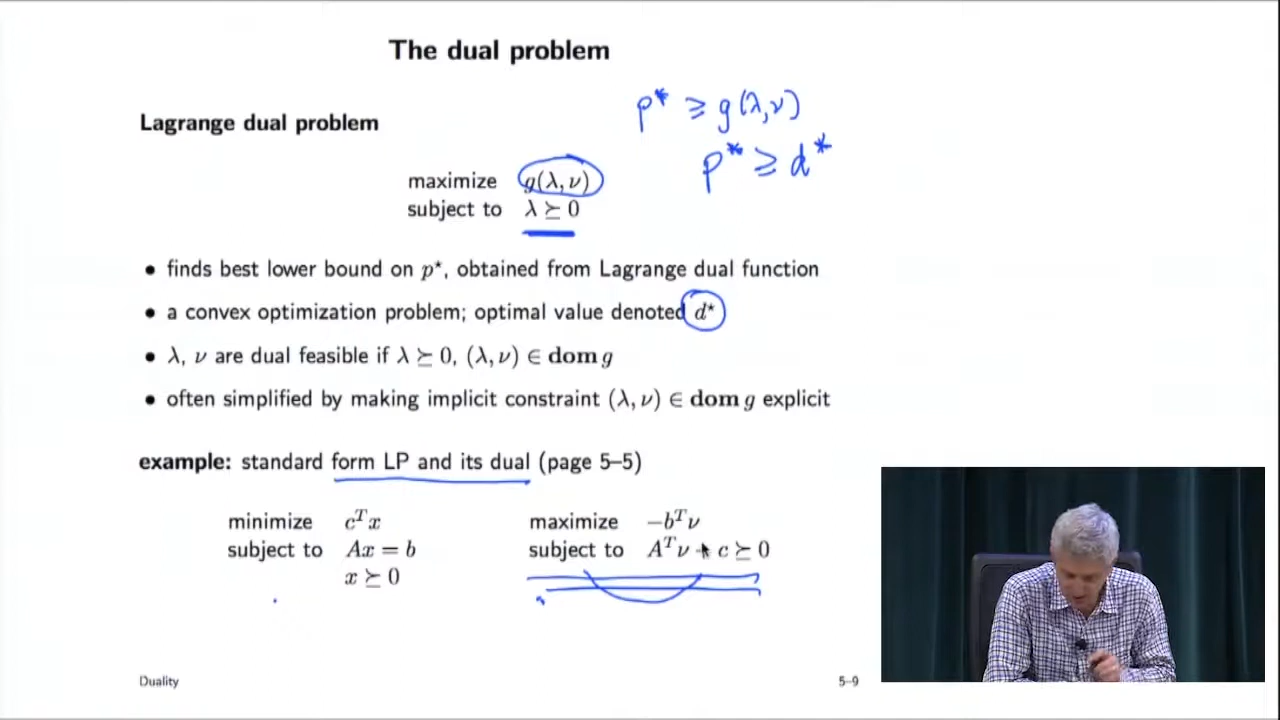 The dual problem
p* ≥ g(λ,ν)
Lagrange dual problem
p* ≥ d*
maximize g(λ, ν)
subject to λ ⪰ 0
• finds best lower bound on p⋆, obtained from Lagrange dual function
• a convex optimization problem; optimal value denoted d⋆
• λ, ν are dual feasible if λ ⪰ 0, (λ, ν) ∈ dom g
• often simplified by making implicit constraint (λ, ν) ∈ dom g explicit
example: standard form LP and its dual (page 5–5)
minimize cᵀx
subject to Ax = b
x ⪰ 0
maximize −bᵀν
subject to Aᵀν + c ⪰ 0
Duality
5–9